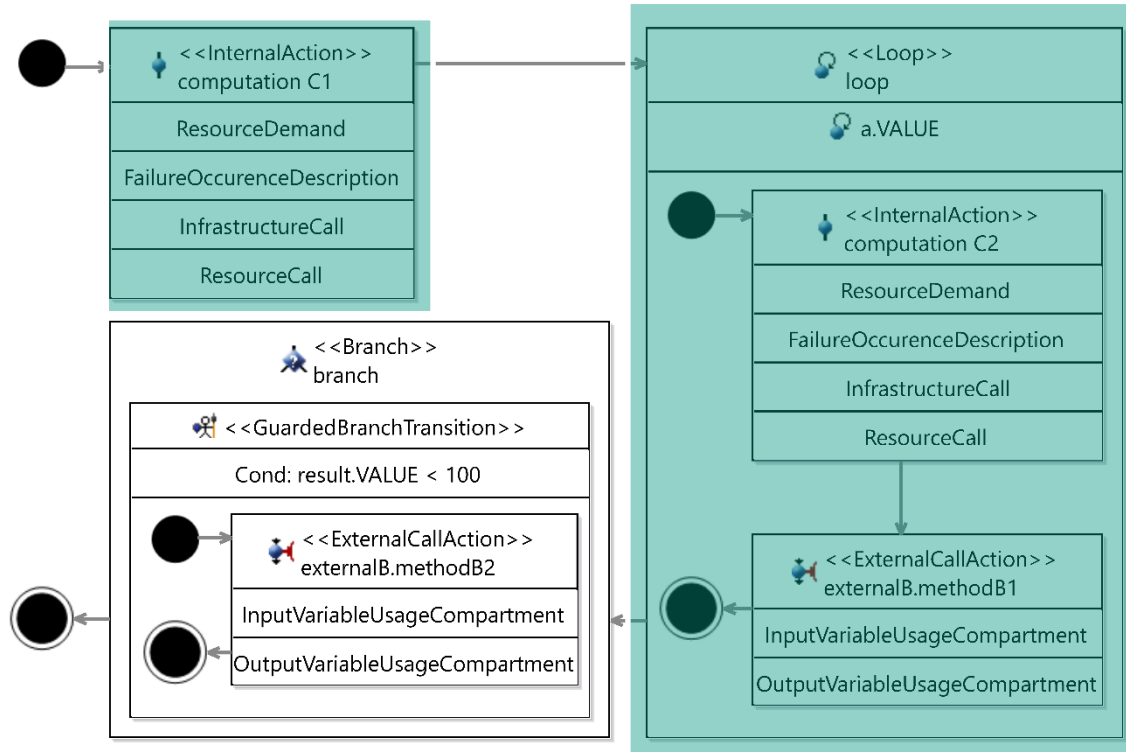 <<InternalAction>>
computation C1
ResourceDemand
FailureOccurenceDescription
InfrastructureCall
ResourceCall
<<Loop>>
loop
a.VALUE
<<InternalAction>>
computation C2
ResourceDemand
FailureOccurenceDescription
InfrastructureCall
ResourceCall
<<ExternalCallAction>>
externalB.methodB1
InputVariableUsageCompartment
OutputVariableUsageCompartment
<<Branch>>
branch
<<GuardedBranchTransition>>
Cond: result.VALUE < 100
<<ExternalCallAction>>
externalB.methodB2
InputVariableUsageCompartment
OutputVariableUsageCompartment